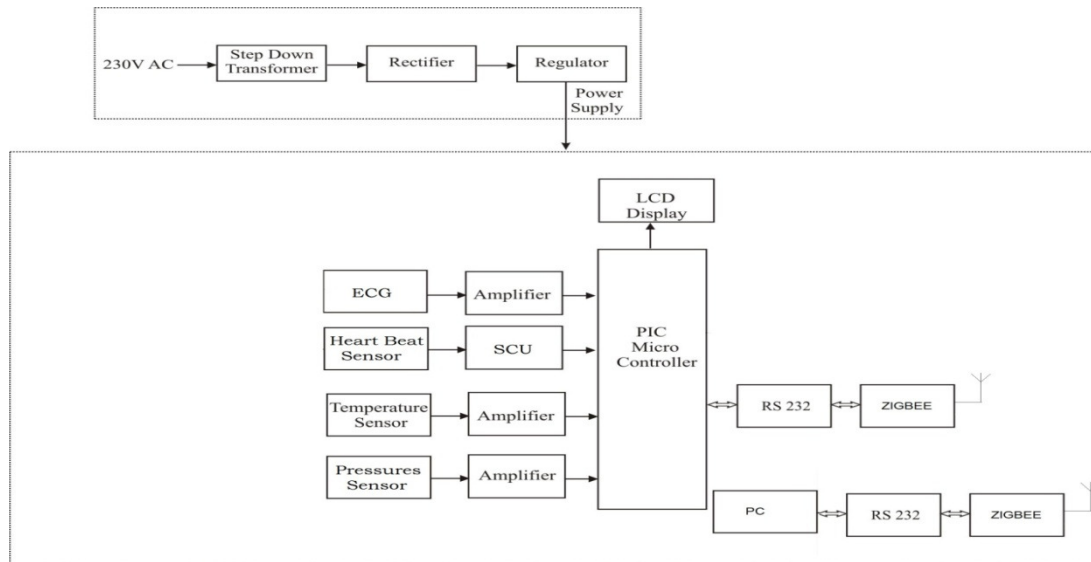 230V AC
Step Down
Transformer
Rectifier
Regulator
Power
Supply
LCD
Display
ECG
Amplifier
Heart Beat
Sensor
SCU
PIC
Micro
Controller
Temperature
Sensor
Amplifier
RS 232
ZIGBEE
Pressures
Sensor
Amplifier
PC
RS 232
ZIGBEE